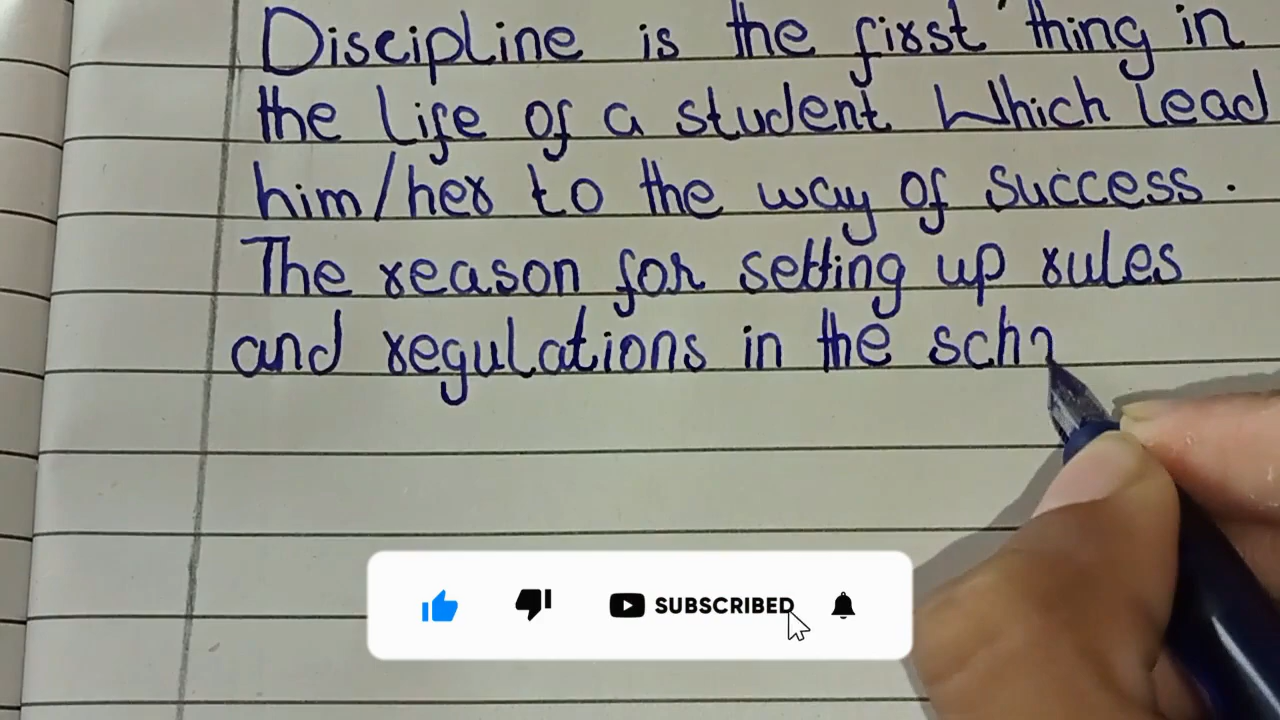 Discipline is the first thing in
the life of a student Which lead
him/her to the way of success.
The reason for setting up rules
and regulations in the sch
SUBSCRIBED